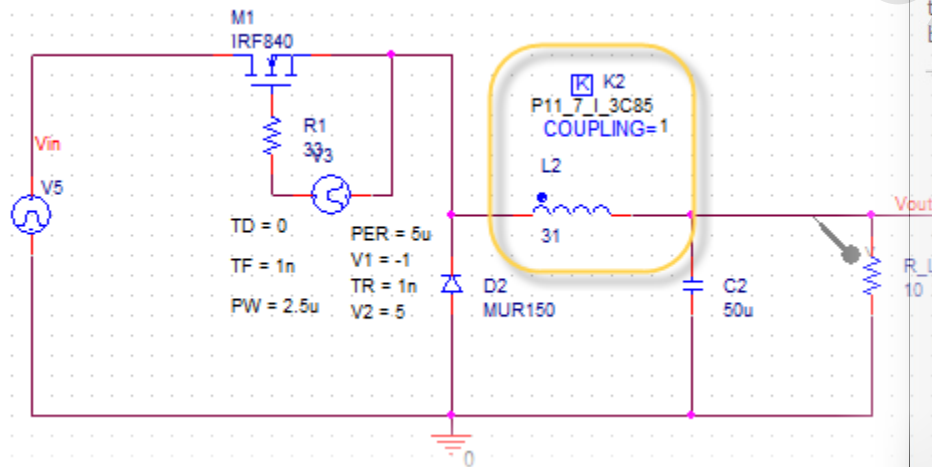 M1
IRF840
K K2
P11_7_I_3C85
COUPLING= 1
R1
33
V3
Vin
L2
V5
Vout
31
TD = 0
PER = 5u
TF = 1n
V1 = -1
TR = 1n
PW = 2.5u
V2 = 5
D2
MUR150
C2
50u
R_L
10
V
0